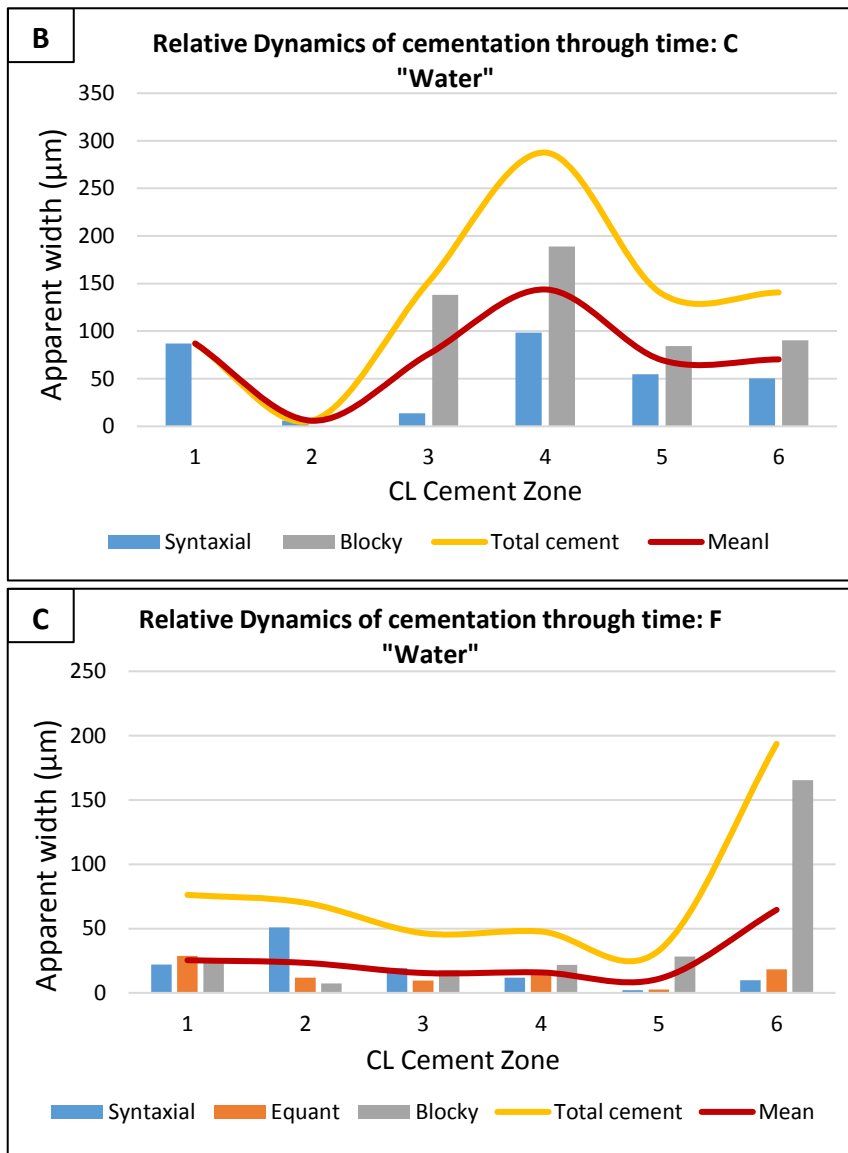 B
Relative Dynamics of cementation through time: C
"Water"
350
300
250
200
150
100
50
0
Apparent width (µm)
1 2 3 4 5 6
CL Cement Zone
Syntaxial Blocky Total cement Meanl
C
Relative Dynamics of cementation through time: F
"Water"
250
200
150
100
50
0
Apparent width (µm)
1 2 3 4 5 6
CL Cement Zone
Syntaxial Equant Blocky Total cement Mean